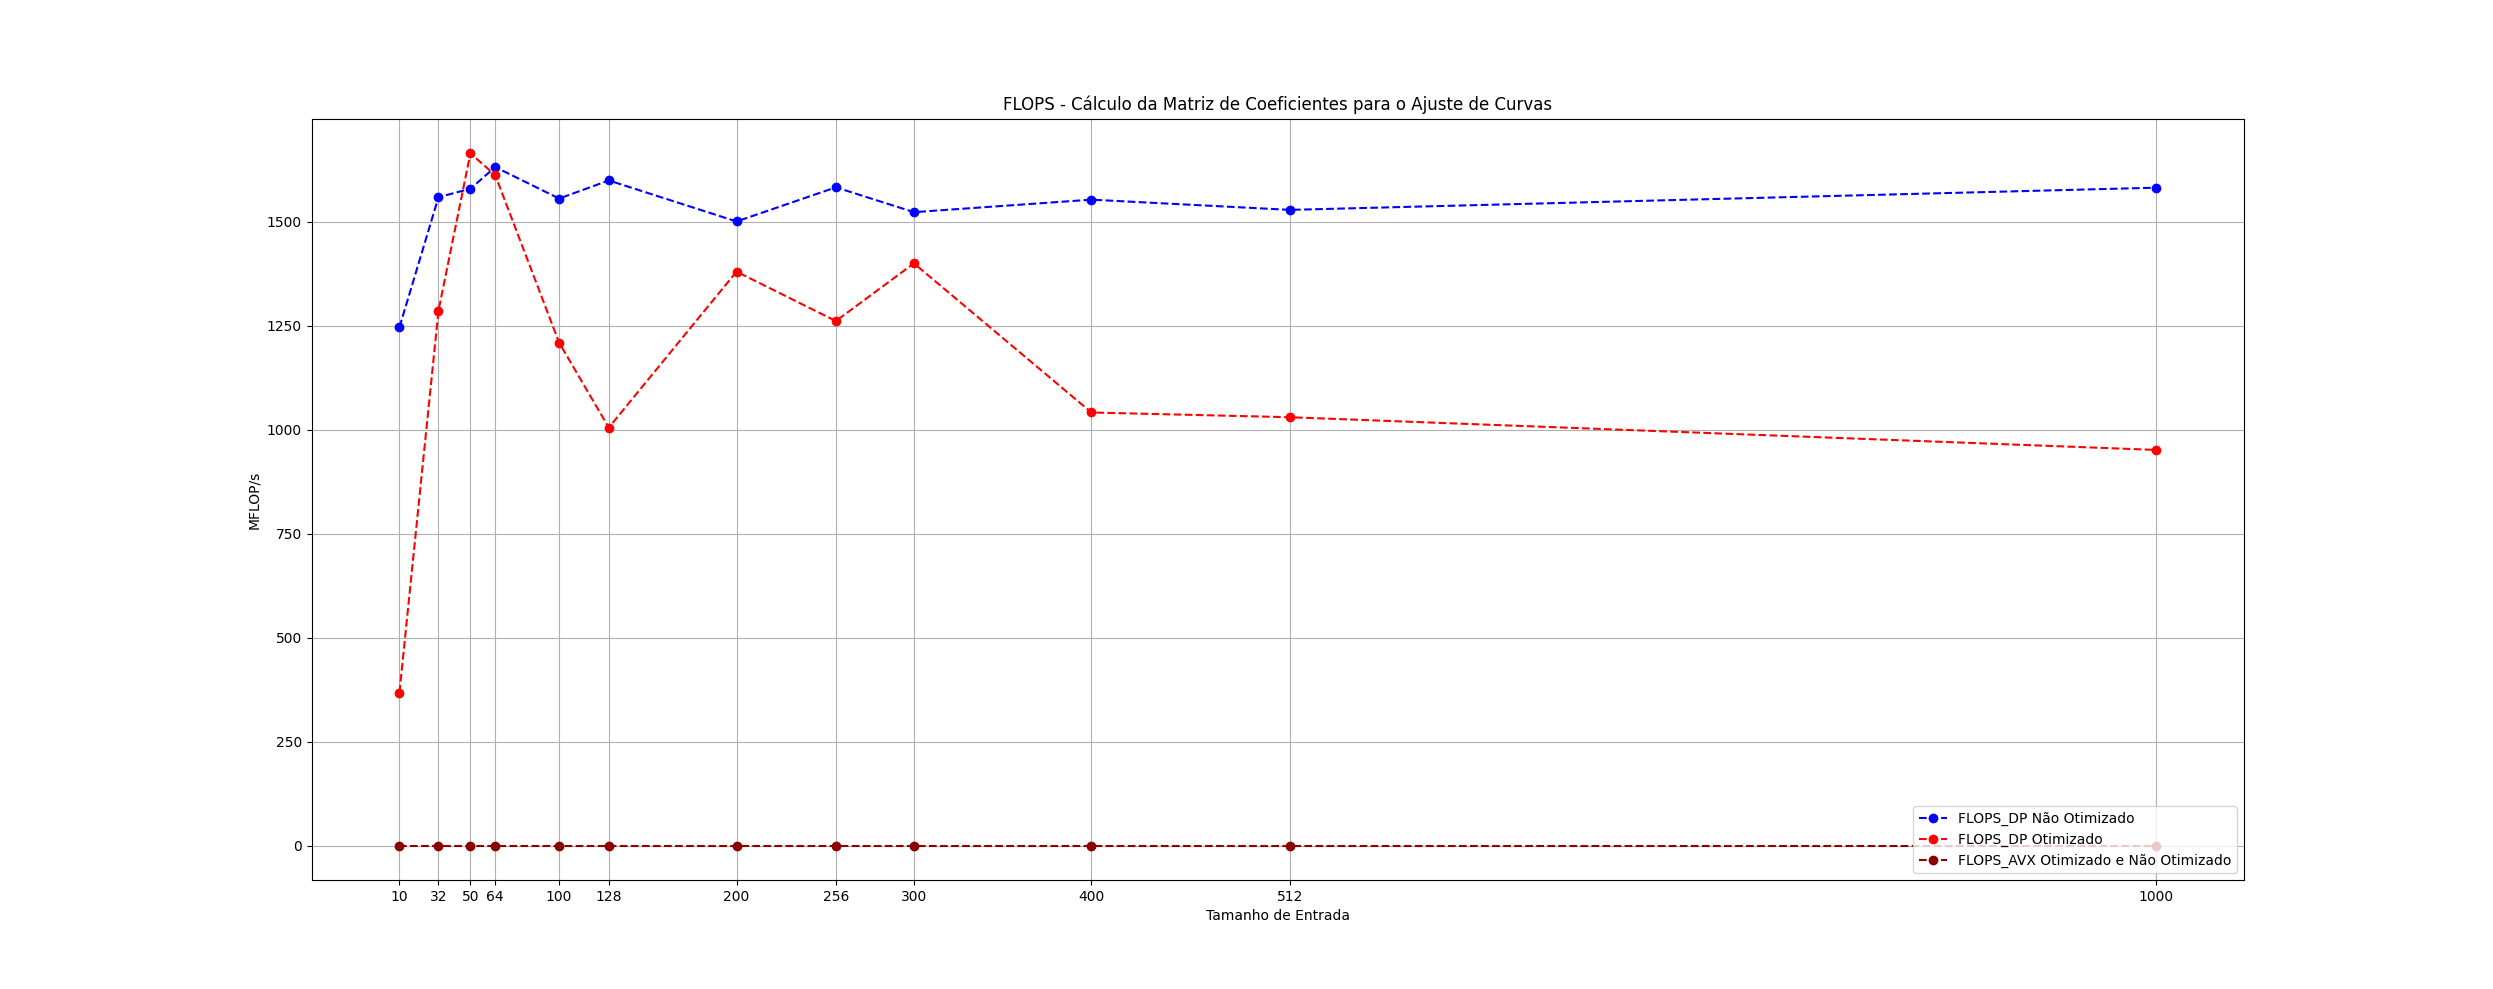 FLOPS - Cálculo da Matriz de Coeficientes para o Ajuste de Curvas
MFLOP/s
1500
1250
1000
750
500
250
0
10 32 50 64 100 128 200 256 300 400 512 1000
Tamanho de Entrada
FLOPS_DP Não Otimizado
FLOPS_DP Otimizado
FLOPS_AVX Otimizado e Não Otimizado